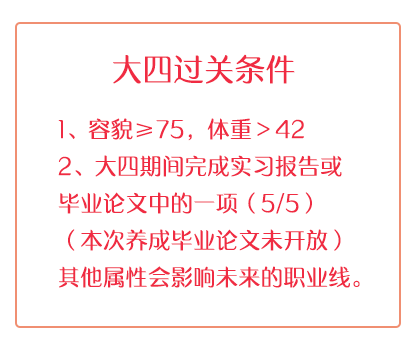 大四过关条件
1、容貌≥75，体重＞42
2、大四期间完成实习报告或
毕业论文中的一项（5/5）
（本次养成毕业论文未开放）
其他属性会影响未来的职业线。